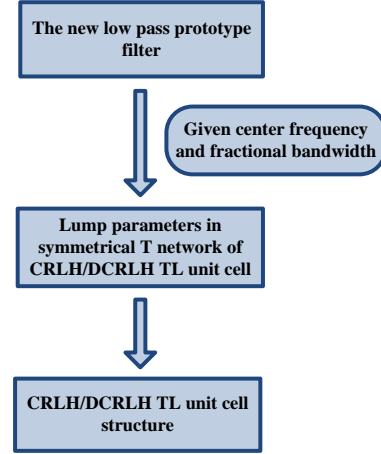 The new low pass prototype
filter
Given center frequency
and fractional bandwidth
Lump parameters in
symmetrical T network of
CRLH/DCRLH TL unit cell
CRLH/DCRLH TL unit cell
structure